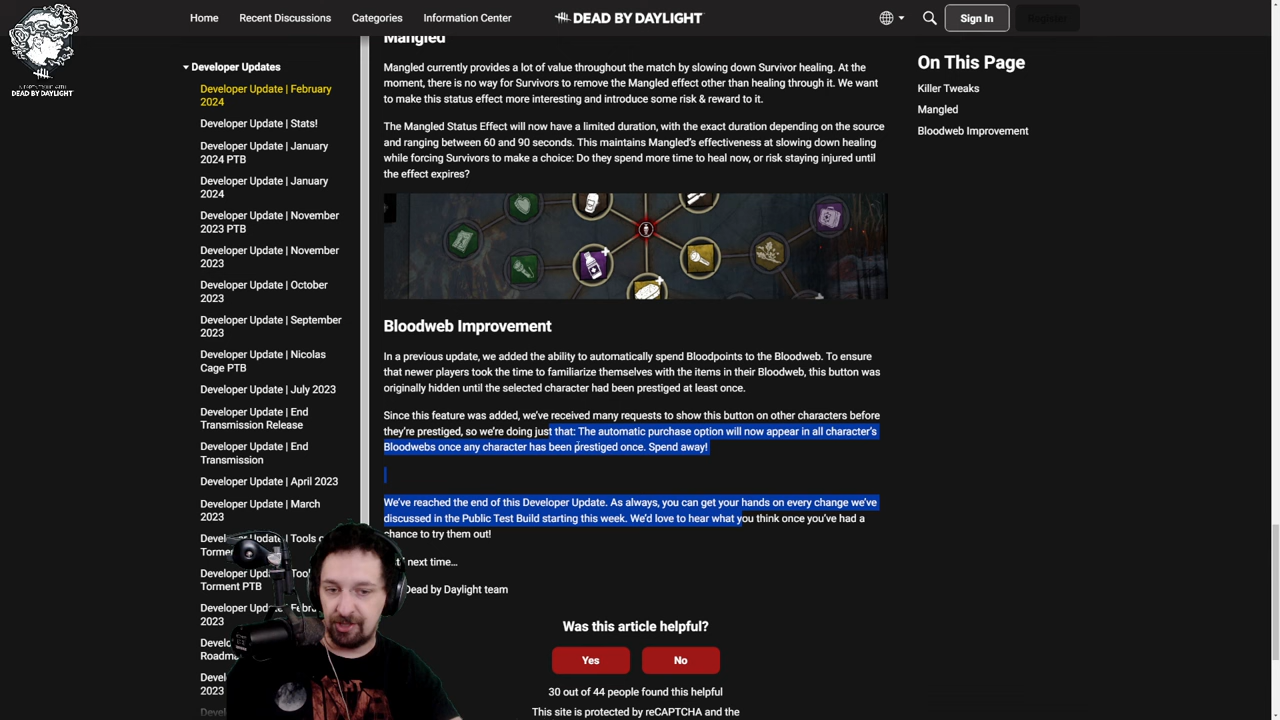 Home
Recent Discussions
Categories
Information Center
DEAD BY DAYLIGHT
Sign In
Register
DEAD BY DAYLIGHT
Developer Updates
Developer Update | February
2024
Developer Update | Stats!
Developer Update | January
2024 PTB
Developer Update | January
2024
Developer Update | November
2023 PTB
Developer Update | November
2023
Developer Update | October
2023
Developer Update | September
2023
Developer Update | Nicolas
Cage PTB
Developer Update | July 2023
Developer Update | End
Transmission Release
Developer Update | End
Transmission
Developer Update | April 2023
Developer Update | March
2023
Developer Update | Tools
Developer Update
Torment PTB
Developer Update
2023
2023
Mangled
Mangled currently provides a lot of value throughout the match by slowing down Survivor healing. At the
moment, there is no way for Survivors to remove the Mangled effect other than healing through it. We want
to make this status effect more interesting and introduce some risk & reward to it.
The Mangled Status Effect will now have a limited duration, with the exact duration depending on the source
and ranging between 60 and 90 seconds. This maintains Mangled's effectiveness at slowing down healing
while forcing Survivors to make a choice: Do they spend more time to heal now, or risk staying injured until
the effect expires?
Bloodweb Improvement
In a previous update, we added the ability to automatically spend Bloodpoints to the Bloodweb. To ensure
that newer players took the time to familiarize themselves with the items in their Bloodweb, this button was
originally hidden until the selected character had been prestiged at least once.
Since this feature was added, we've received many requests to show this button on other characters before
they're prestiged, so we're doing just that: The automatic purchase option will now appear in all character's
Bloodwebs once any character has been prestiged once. Spend away!
We've reached the end of this Developer Update. As always, you can get your hands on every change we've
discussed in the Public Test Build starting this week. We'd love to hear what you think once you've had a
chance to try them out!
next time…
Dead by Daylight team
Was this article helpful?
Yes
No
30 out of 44 people found this helpful
This site is protected by reCAPTCHA and the
On This Page
Killer Tweaks
Mangled
Bloodweb Improvement